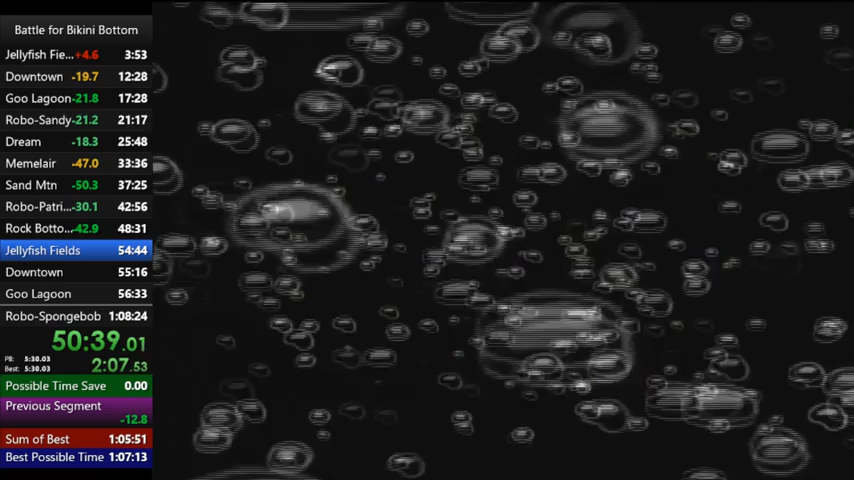 Battle for Bikini Bottom
Jellyfish Fie... +4.6 3:53
Downtown -19.7 12:28
Goo Lagoon -21.8 17:28
Robo-Sandy -21.2 21:17
Dream -18.3 25:48
Memelair -47.0 33:36
Sand Mtn -50.3 37:25
Robo-Patri... -30.1 42:56
Rock Botto... -42.9 48:31
Jellyfish Fields 54:44
Downtown 55:16
Goo Lagoon 56:33
Robo-Spongebob 1:08:24
50:39.01
PB: 5:30.03
Best: 5:30.03 2:07.53
Possible Time Save 0.00
Previous Segment
-12.8
Sum of Best 1:05:51
Best Possible Time 1:07:13